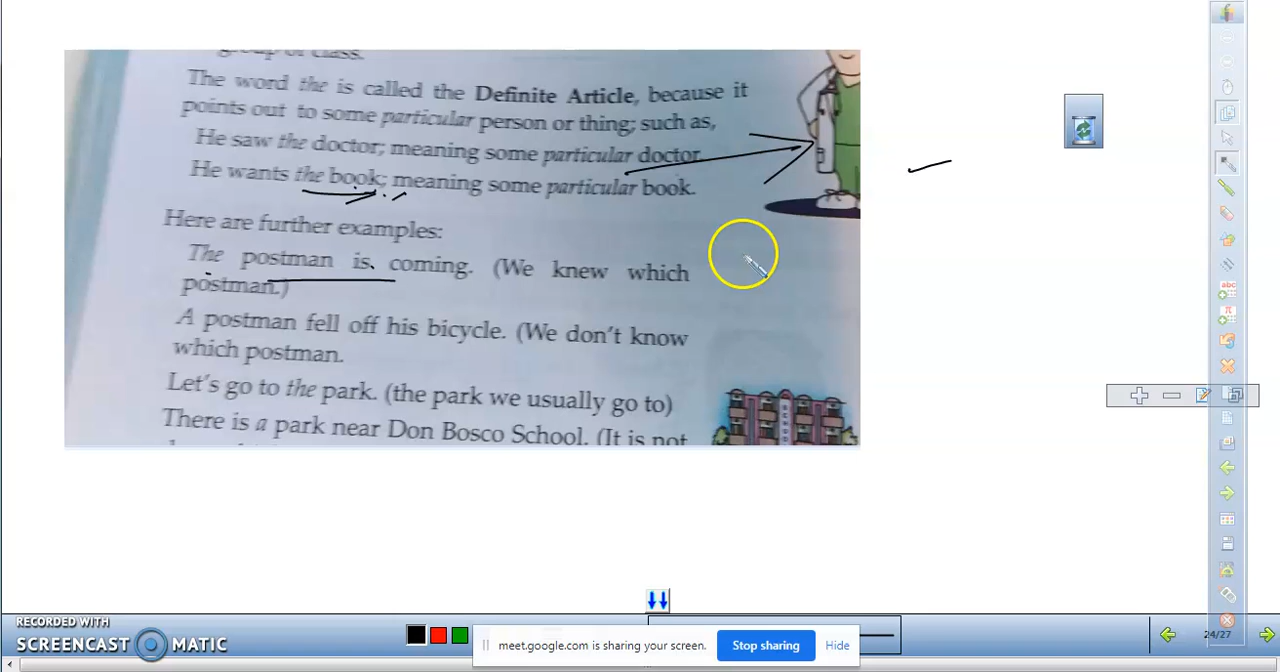 group or class.
The word the is called the Definite Article, because it
points out to some particular person or thing; such as,
He saw the doctor; meaning some particular doctor.
He wants the book; meaning some particular book.
Here are further examples:
The postman is coming. (We knew which
postman.)
A postman fell off his bicycle. (We don't know
which postman.
Let's go to the park. (the park we usually go to)
There is a park near Don Bosco School. (It is not
SCHOOL
abc
π
RECORDED WITH
SCREENCAST MATIC
meet.google.com is sharing your screen.
Stop sharing
Hide
24/27